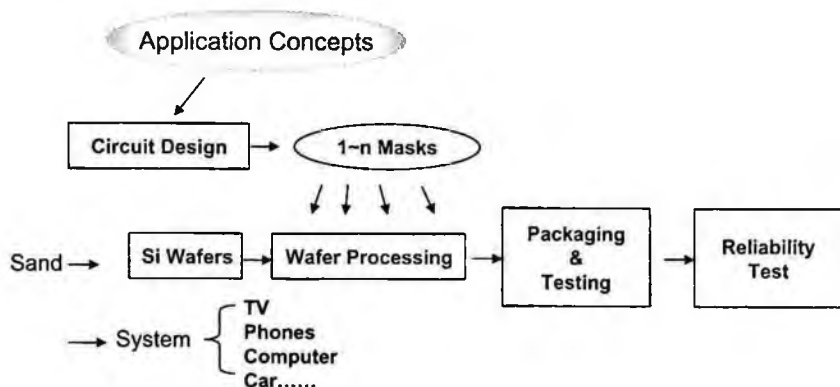 Application Concepts
Circuit Design
1~n Masks
Sand
Si Wafers
Wafer Processing
Packaging
&
Testing
Reliability
Test
System
TV
Phones
Computer
Car......